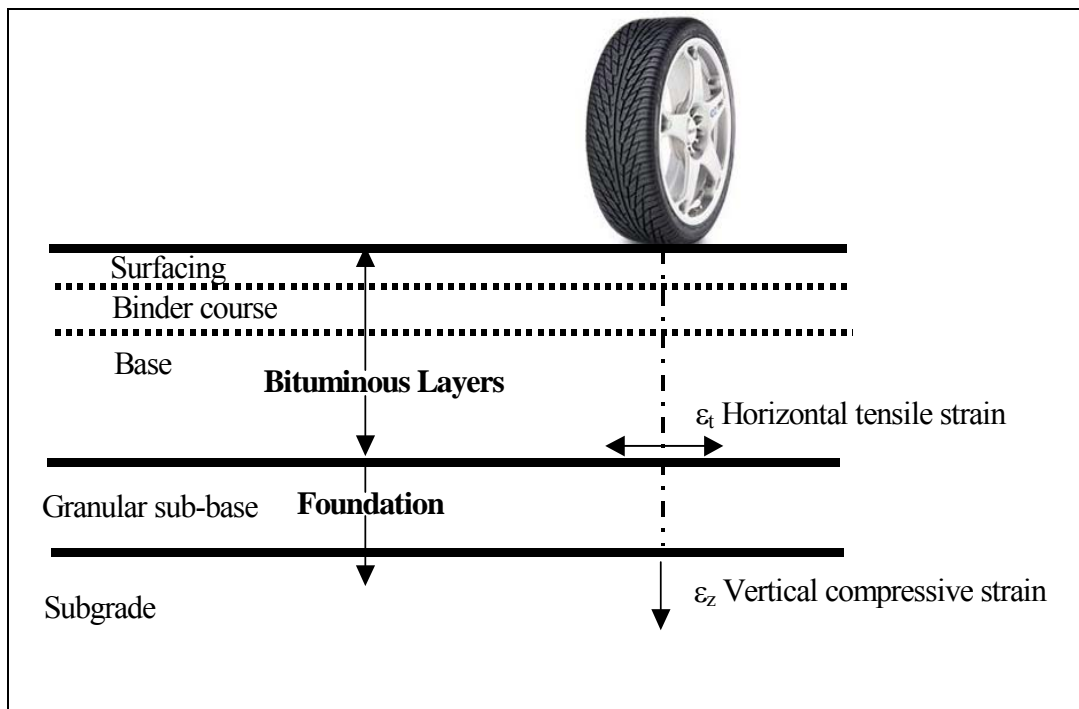 Surfacing
Binder course
Base
Bituminous Layers
εt Horizontal tensile strain
Granular sub-base
Foundation
εz Vertical compressive strain
Subgrade